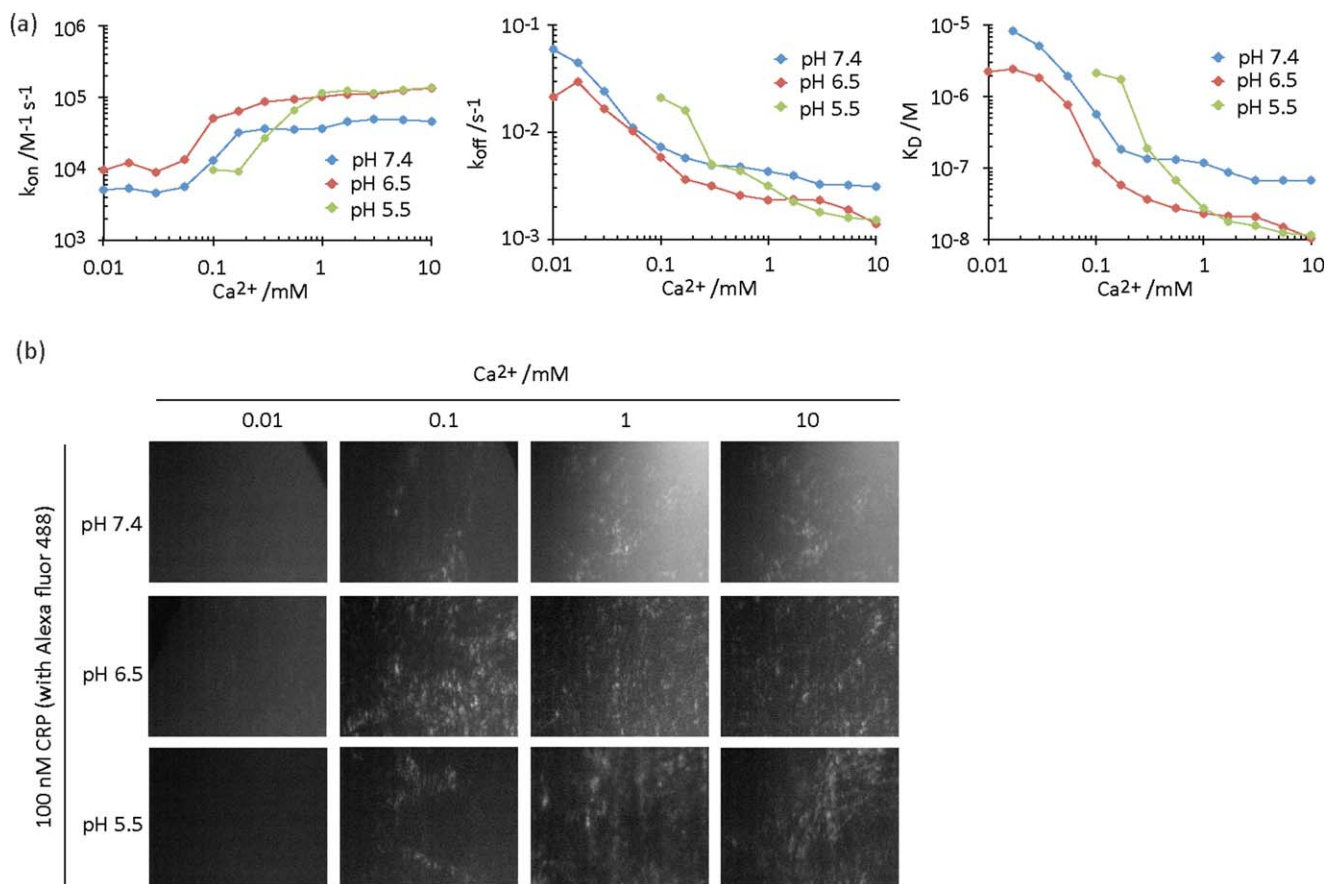 (a)
10⁶
10⁵
10⁴
10³
kon /M-1 s-1
0.01 0.1 1 10
Ca2+ /mM
pH 7.4
pH 6.5
pH 5.5
10-1
10-2
10-3
koff /s-1
0.01 0.1 1 10
Ca2+ /mM
pH 7.4
pH 6.5
pH 5.5
10-5
10-6
10-7
10-8
KD /M
0.01 0.1 1 10
Ca2+ /mM
pH 7.4
pH 6.5
pH 5.5
(b)
Ca2+ /mM
0.01 0.1 1 10
100 nM CRP (with Alexa fluor 488)
pH 7.4
pH 6.5
pH 5.5